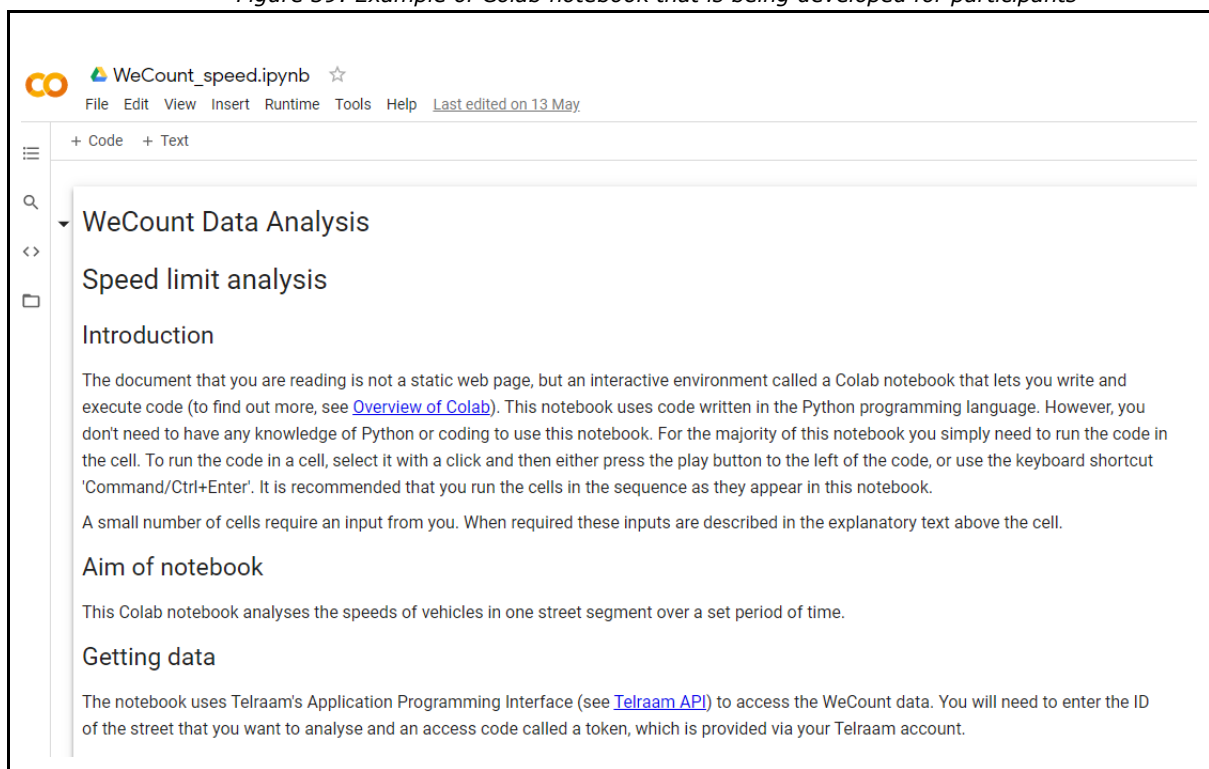 Figure 39: Example of Colab notebook that is being developed for participants
WeCount_speed.ipynb
File Edit View Insert Runtime Tools Help Last edited on 13 May
+ Code + Text
WeCount Data Analysis
Speed limit analysis
Introduction
The document that you are reading is not a static web page, but an interactive environment called a Colab notebook that lets you write and
execute code (to find out more, see Overview of Colab). This notebook uses code written in the Python programming language. However, you
don't need to have any knowledge of Python or coding to use this notebook. For the majority of this notebook you simply need to run the code in
the cell. To run the code in a cell, select it with a click and then either press the play button to the left of the code, or use the keyboard shortcut
'Command/Ctrl+Enter'. It is recommended that you run the cells in the sequence as they appear in this notebook.
A small number of cells require an input from you. When required these inputs are described in the explanatory text above the cell.
Aim of notebook
This Colab notebook analyses the speeds of vehicles in one street segment over a set period of time.
Getting data
The notebook uses Telraam's Application Programming Interface (see Telraam API) to access the WeCount data. You will need to enter the ID
of the street that you want to analyse and an access code called a token, which is provided via your Telraam account.